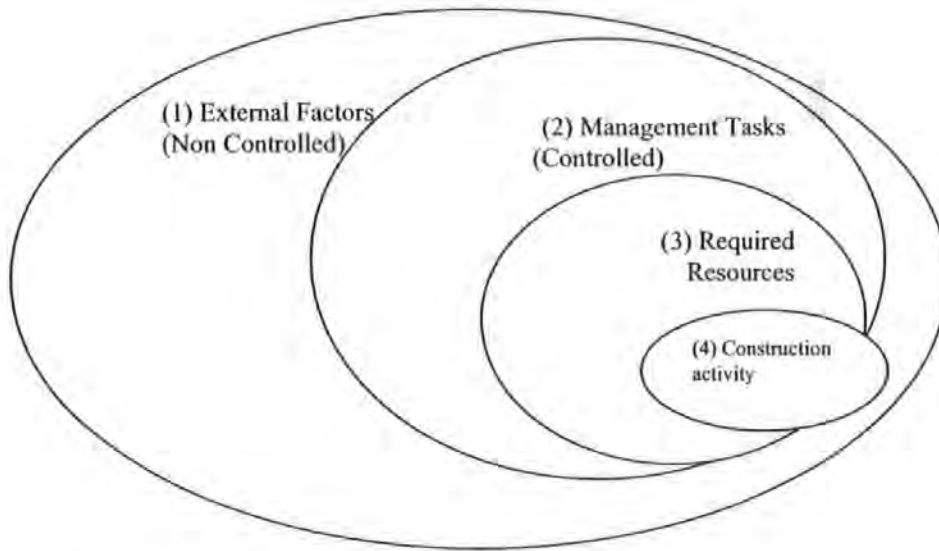 (1) External Factors
(Non Controlled)
(2) Management Tasks
(Controlled)
(3) Required
Resources
(4) Construction
activity